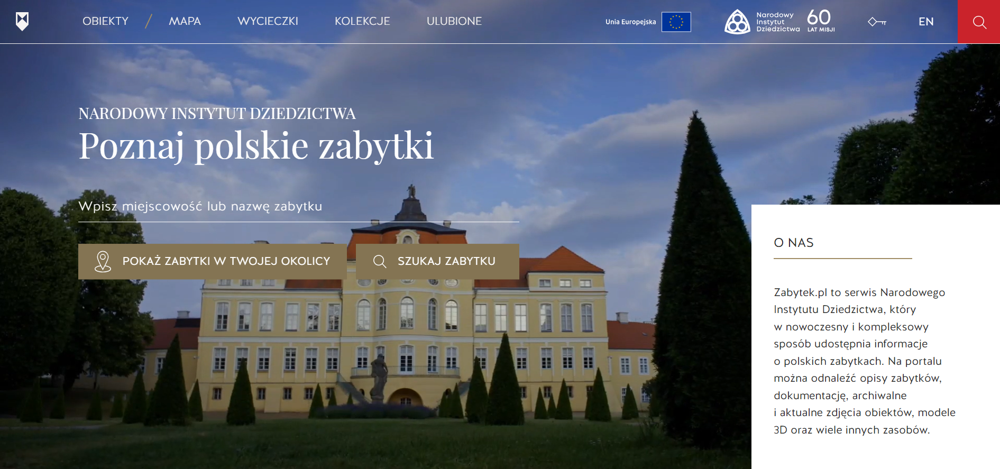 OBIEKTY / MAPA WYCIECZKI KOLEKCJE ULUBIONE
Unia Europejska
Narodowy
Instytut
Dziedzictwa
60
LAT MISJI
EN
NARODOWY INSTYTUT DZIEDZICTWA
Poznaj polskie zabytki
Wpisz miejscowość lub nazwę zabytku
POKAŻ ZABYTKI W TWOJEJ OKOLICY
SZUKAJ ZABYTKU
O NAS
Zabytek.pl to serwis Narodowego
Instytutu Dziedzictwa, który
w nowoczesny i kompleksowy
sposób udostępnia informacje
o polskich zabytkach. Na portalu
można odnaleźć opisy zabytków,
dokumentację, archiwalne
i aktualne zdjęcia obiektów, modele
3D oraz wiele innych zasobów.